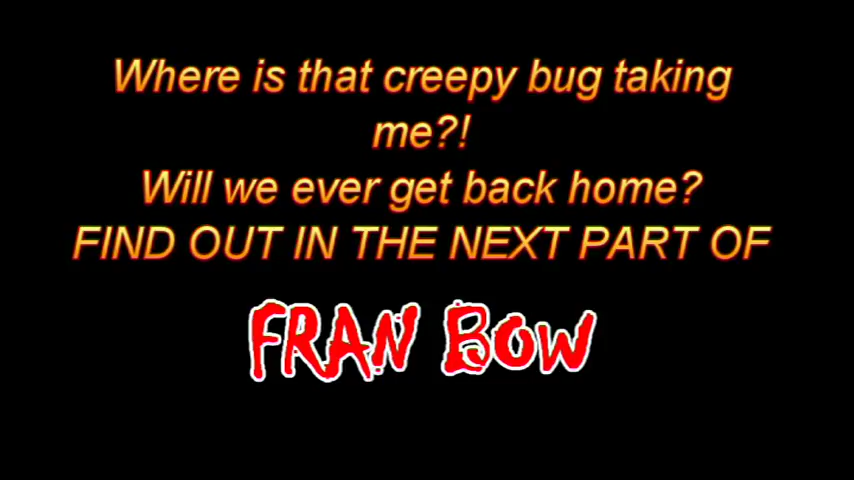 Where is that creepy bug taking
me?!
Will we ever get back home?
FIND OUT IN THE NEXT PART OF
FRAN BOW